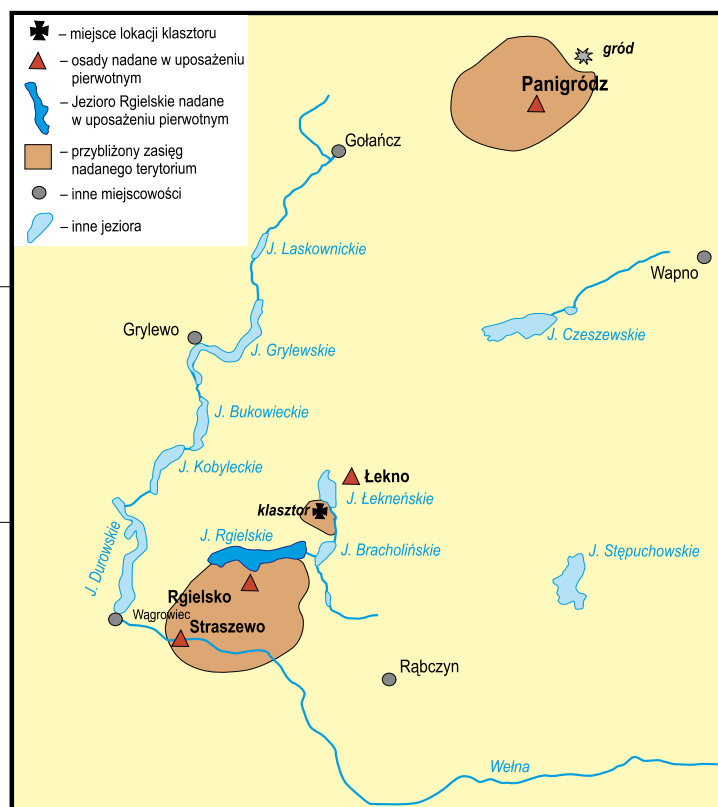 – miejsce lokacji klasztoru
– osady nadane w uposażeniu
pierwotnym
– Jezioro Rgielskie nadane
w uposażeniu pierwotnym
– przybliżony zasięg
nadanego terytorium
– inne miejscowości
– inne jeziora
gród
Panigródz
Gołańcz
J. Laskownickie
Wapno
Grylewo
J. Czeszewskie
J. Grylewskie
J. Bukowieckie
J. Kobyleckie
Łekno
J. Łekneńskie
klasztor
J. Rgielskie
J. Bracholińskie
J. Stępuchowskie
J. Durowskie
Rgielsko
Wągrowiec
Straszewo
Rąbczyn
Wełna